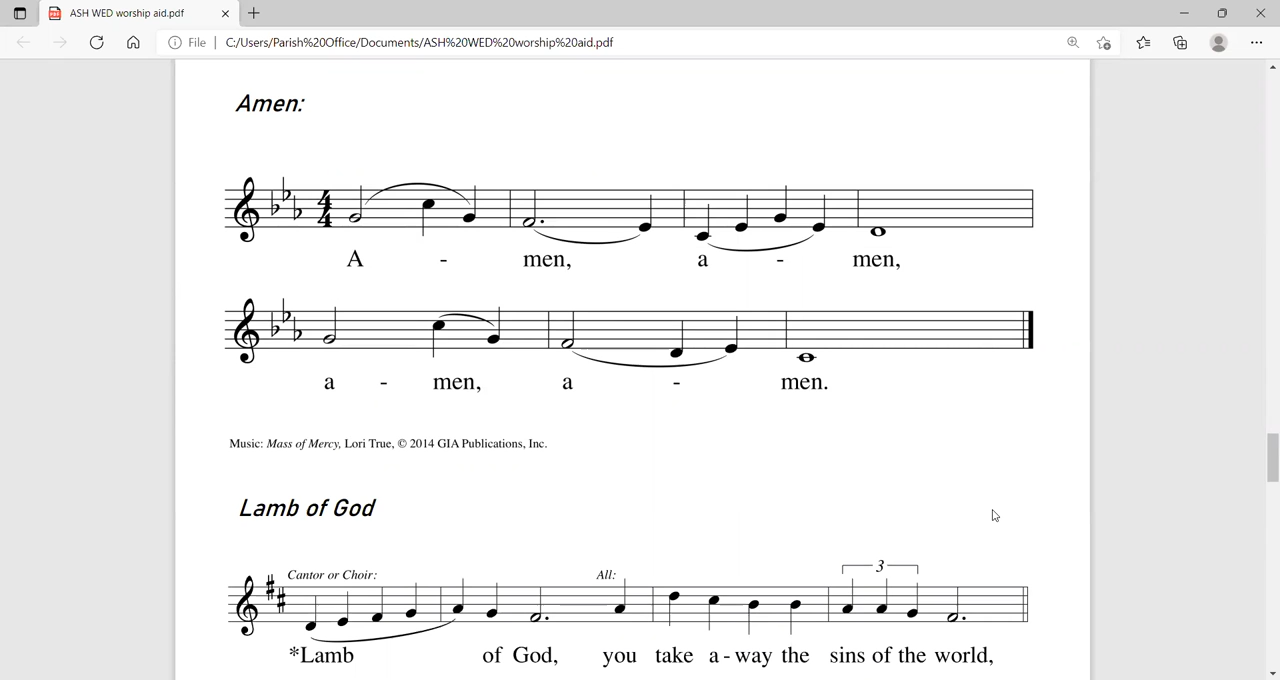 ASH WED worship aid.pdf
File C:/Users/Parish%20Office/Documents/ASH%20WED%20worship%20aid.pdf
Amen:
4
4
A - men, a - men,
a - men, a - men.
Music: Mass of Mercy, Lori True, © 2014 GIA Publications, Inc.
Lamb of God
Cantor or Choir: All: 3
*Lamb of God, you take a - way the sins of the world,